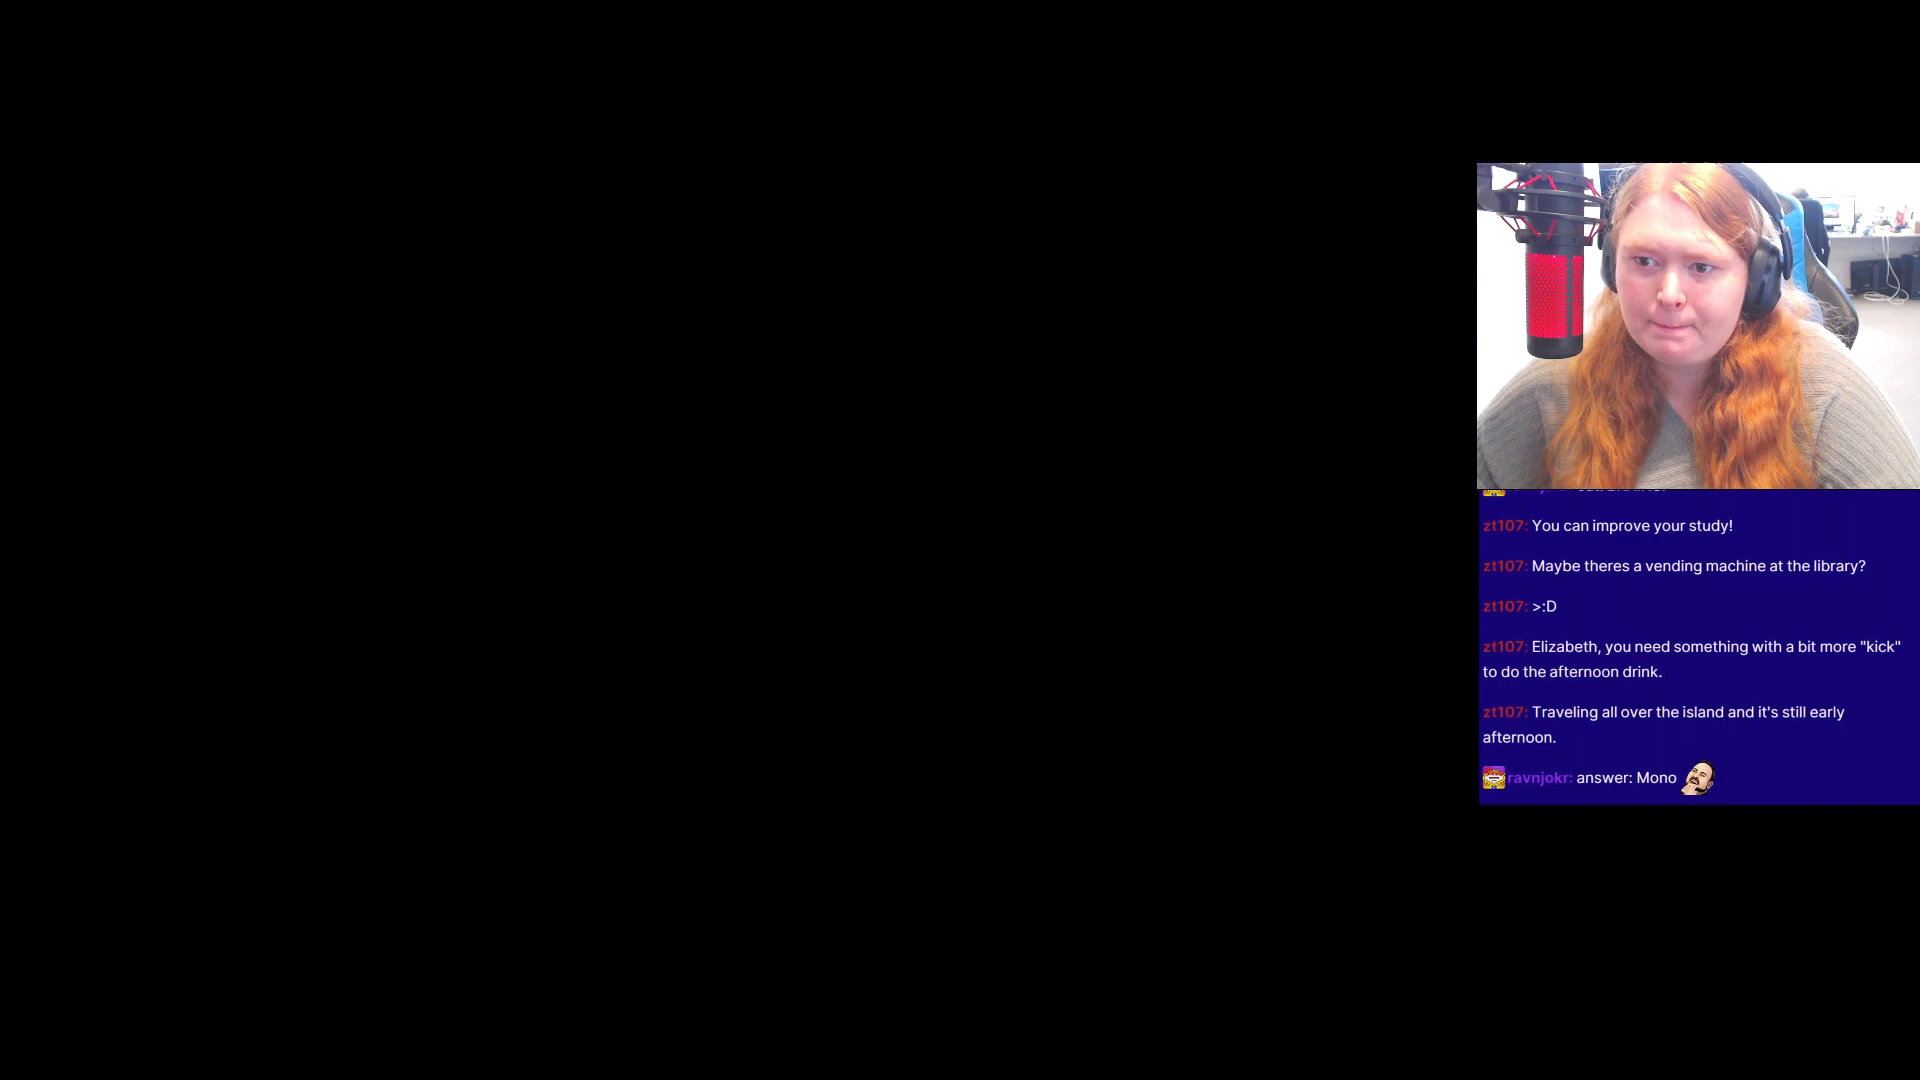 zt107: You can improve your study!
zt107: Maybe theres a vending machine at the library?
zt107: >:D
zt107: Elizabeth, you need something with a bit more "kick"
to do the afternoon drink.
zt107: Traveling all over the island and it's still early
afternoon.
ravnjokr: answer: Mono